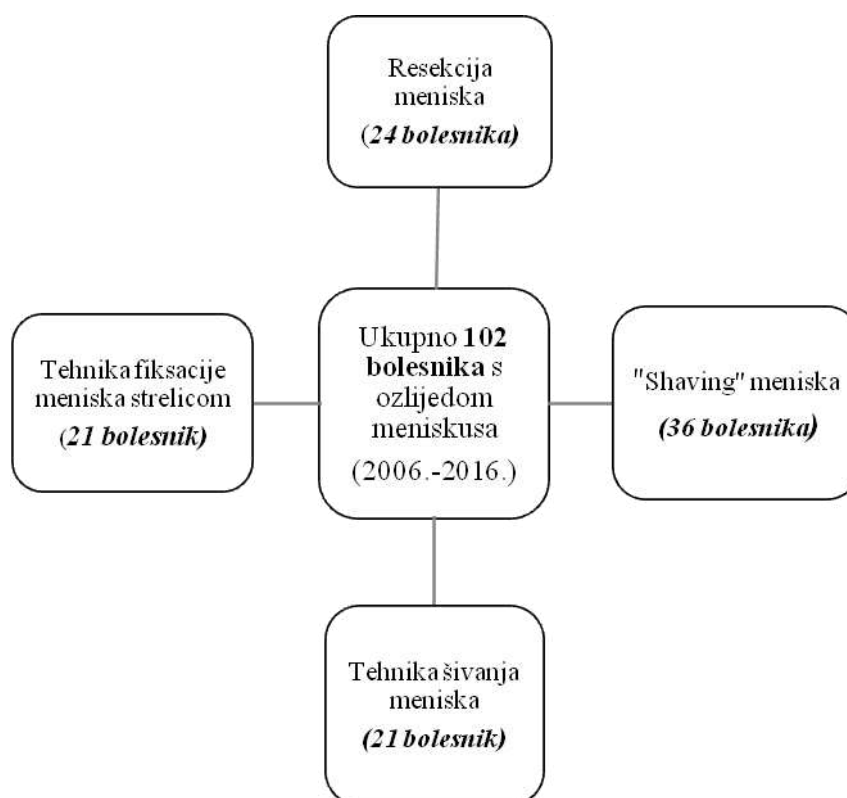 Resekcija
meniska
(24 bolesnika)
Tehnika fiksacije
meniska strelicom
(21 bolesnik)
Ukupno 102
bolesnika s
ozlijedom
meniskusa
(2006.-2016.)
"Shaving" meniska
(36 bolesnika)
Tehnika šivanja
meniska
(21 bolesnik)